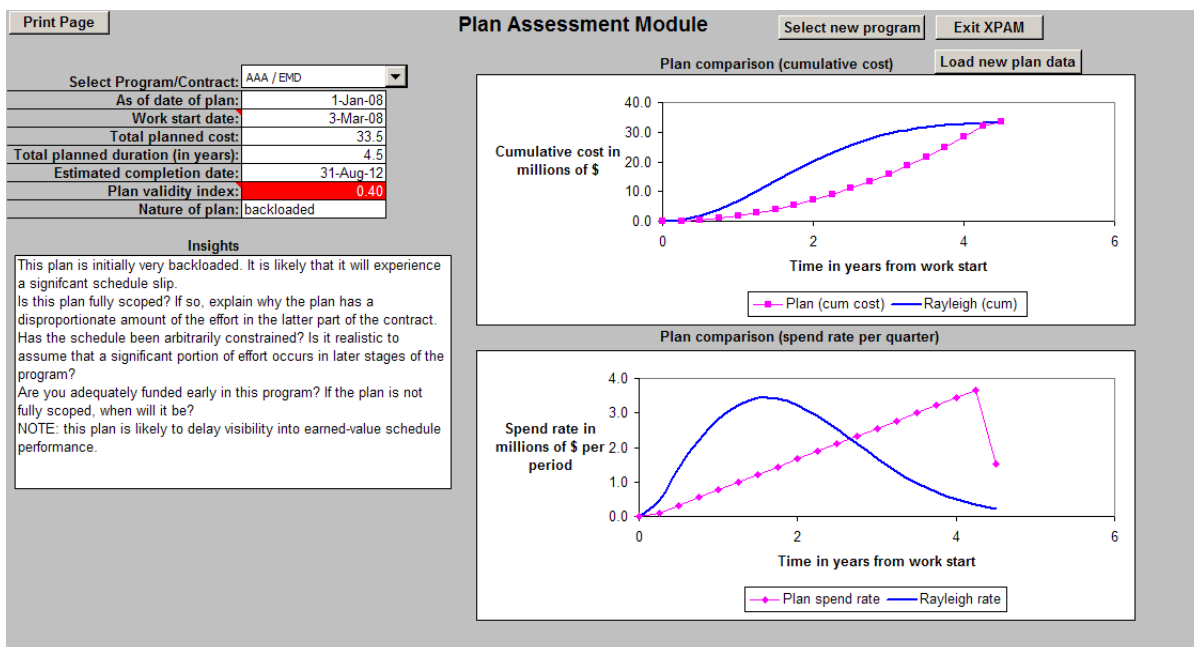 Print Page
Plan Assessment Module
Select new program
Exit XPAM
Load new plan data
Select Program/Contract: AAA / EMD
As of date of plan: 1-Jan-08
Work start date: 3-Mar-08
Total planned cost: 33.5
Total planned duration (in years): 4.5
Estimated completion date: 31-Aug-12
Plan validity index: 0.40
Nature of plan: backloaded
Insights
This plan is initially very backloaded. It is likely that it will experience
a signifcant schedule slip.
Is this plan fully scoped? If so, explain why the plan has a
disproportionate amount of the effort in the latter part of the contract.
Has the schedule been arbitrarily constrained? Is it realistic to
assume that a significant portion of effort occurs in later stages of the
program?
Are you adequately funded early in this program? If the plan is not
fully scoped, when will it be?
NOTE: this plan is likely to delay visibility into earned-value schedule
performance.
Plan comparison (cumulative cost)
Cumulative cost in
millions of $
40.0
30.0
20.0
10.0
0.0
0 2 4 6
Time in years from work start
Plan (cum cost) Rayleigh (cum)
Plan comparison (spend rate per quarter)
Spend rate in
millions of $ per
period
4.0
3.0
2.0
1.0
0.0
0 2 4 6
Time in years from work start
Plan spend rate Rayleigh rate